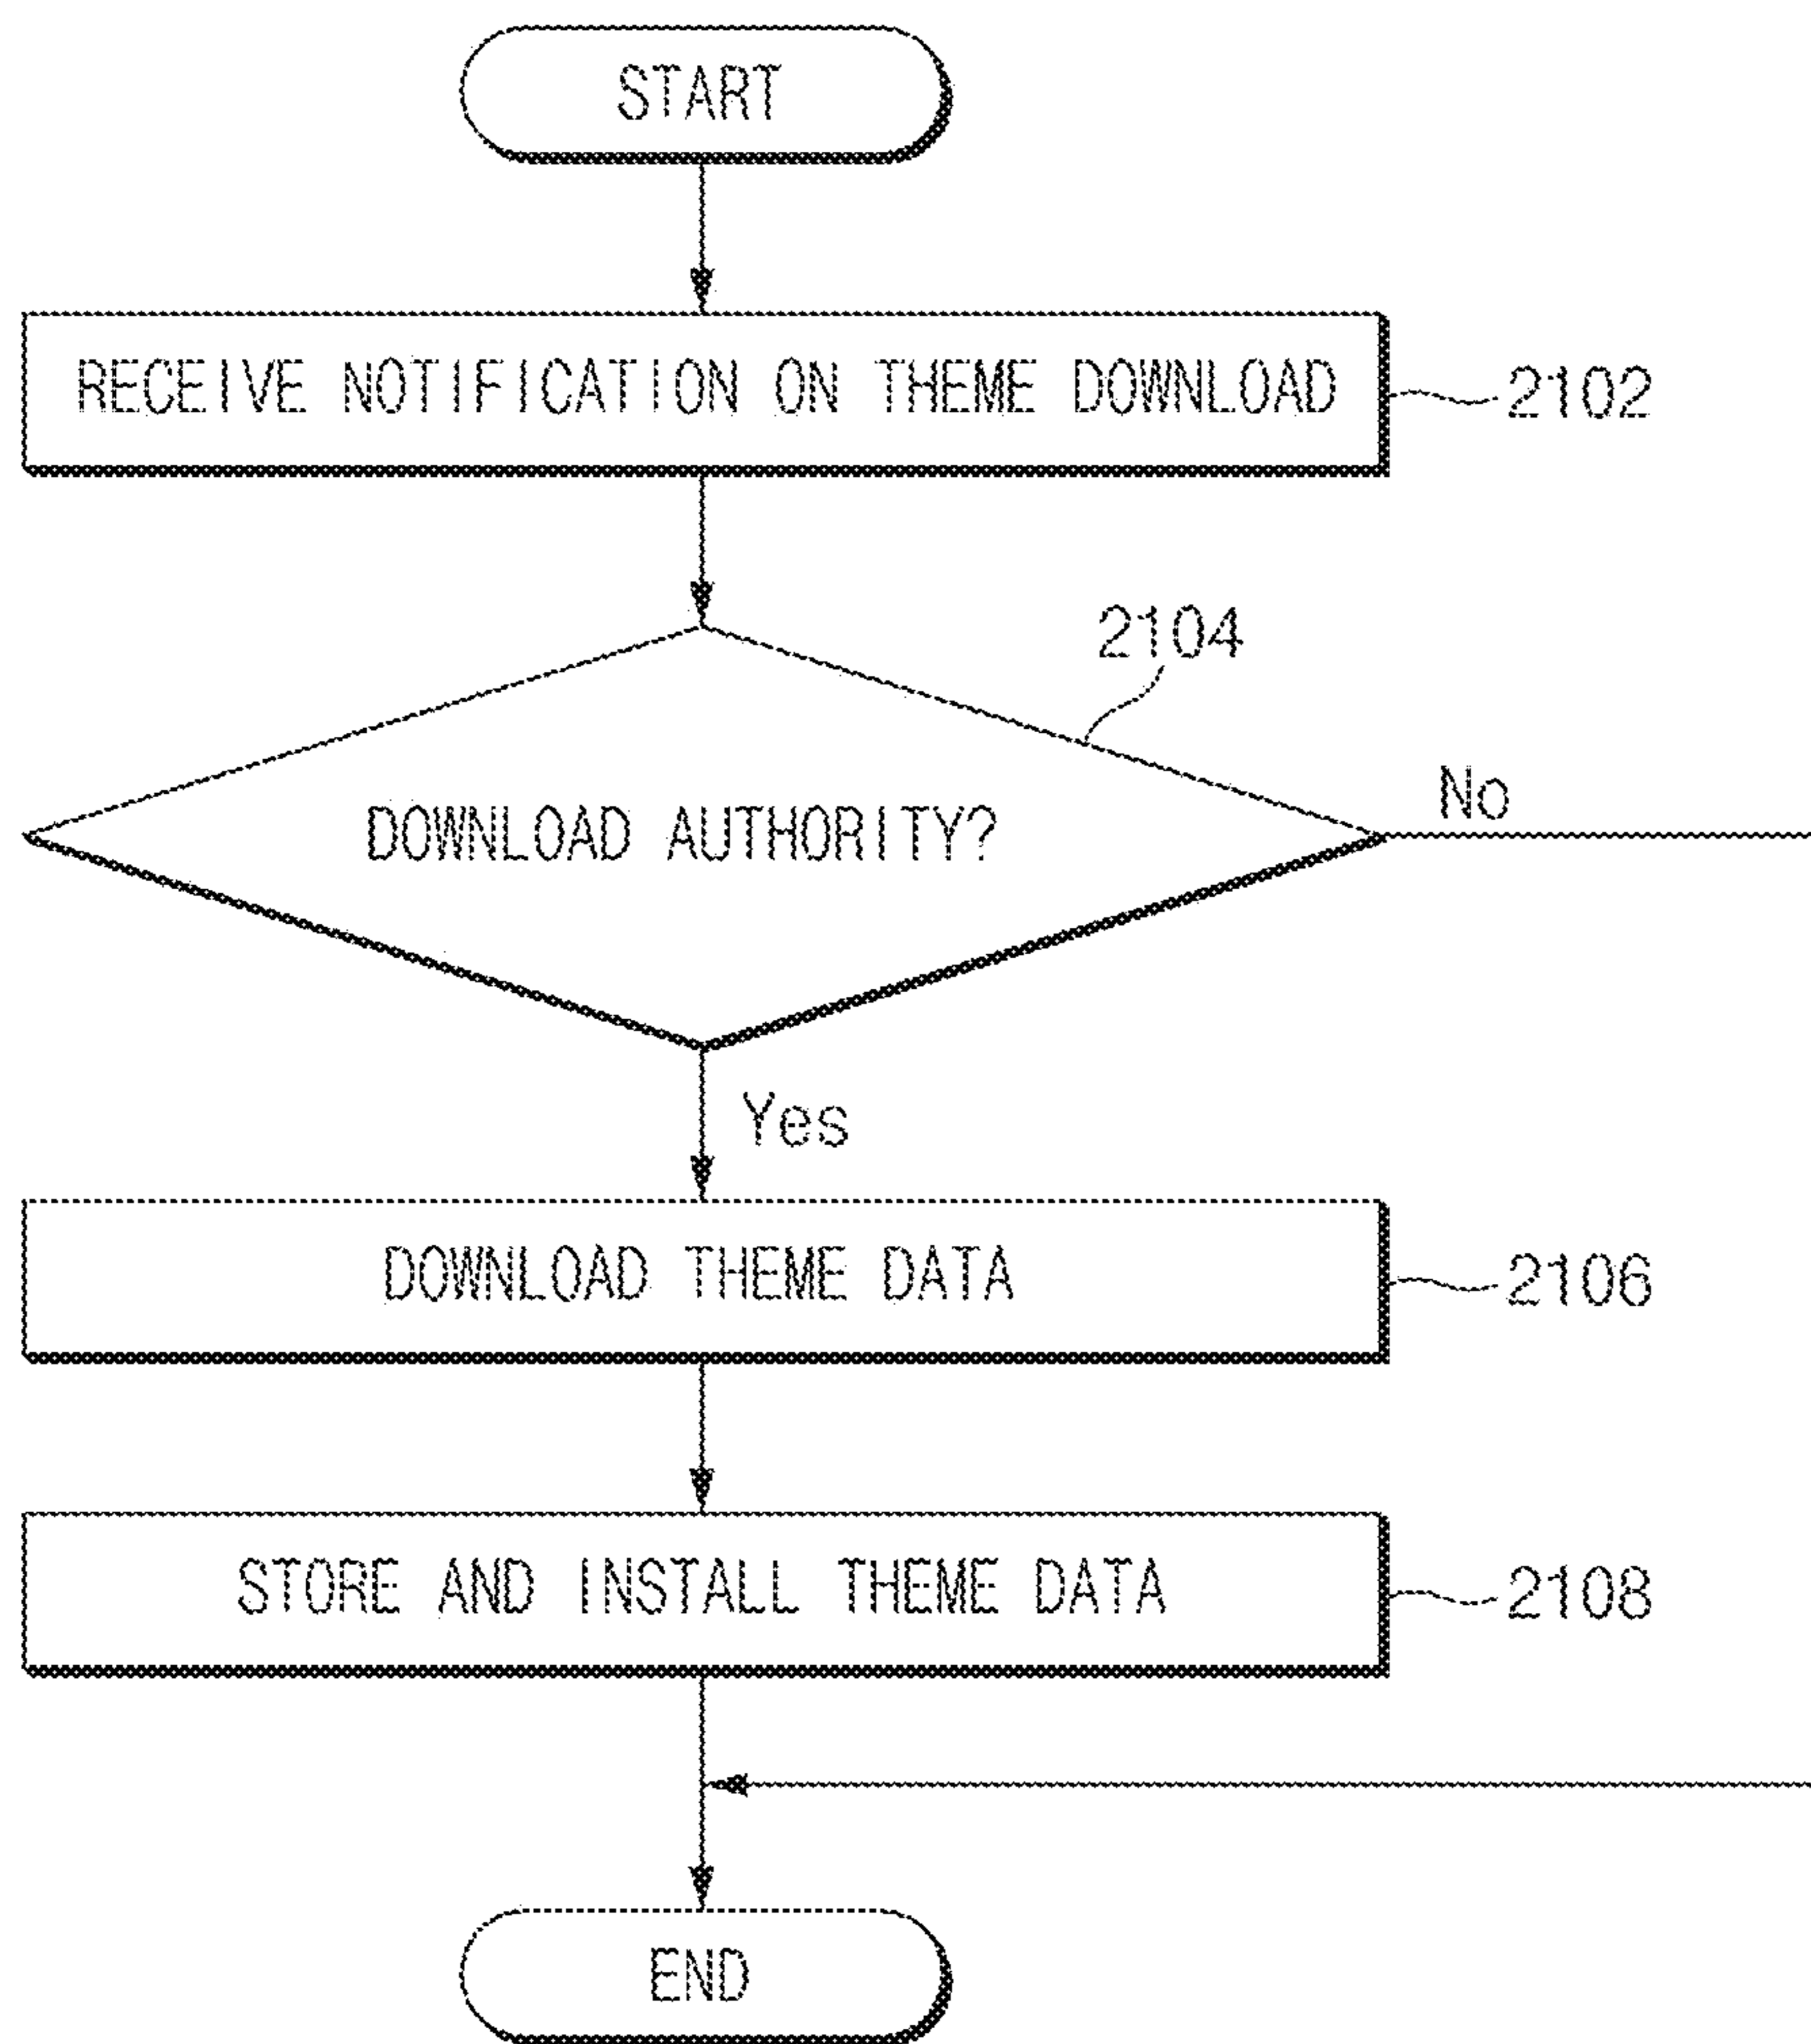 START
RECEIVE NOTIFICATION ON THEME DOWNLOAD
2102
2104
DOWNLOAD AUTHORITY?
No
Yes
DOWNLOAD THEME DATA
2106
STORE AND INSTALL THEME DATA
2108
END